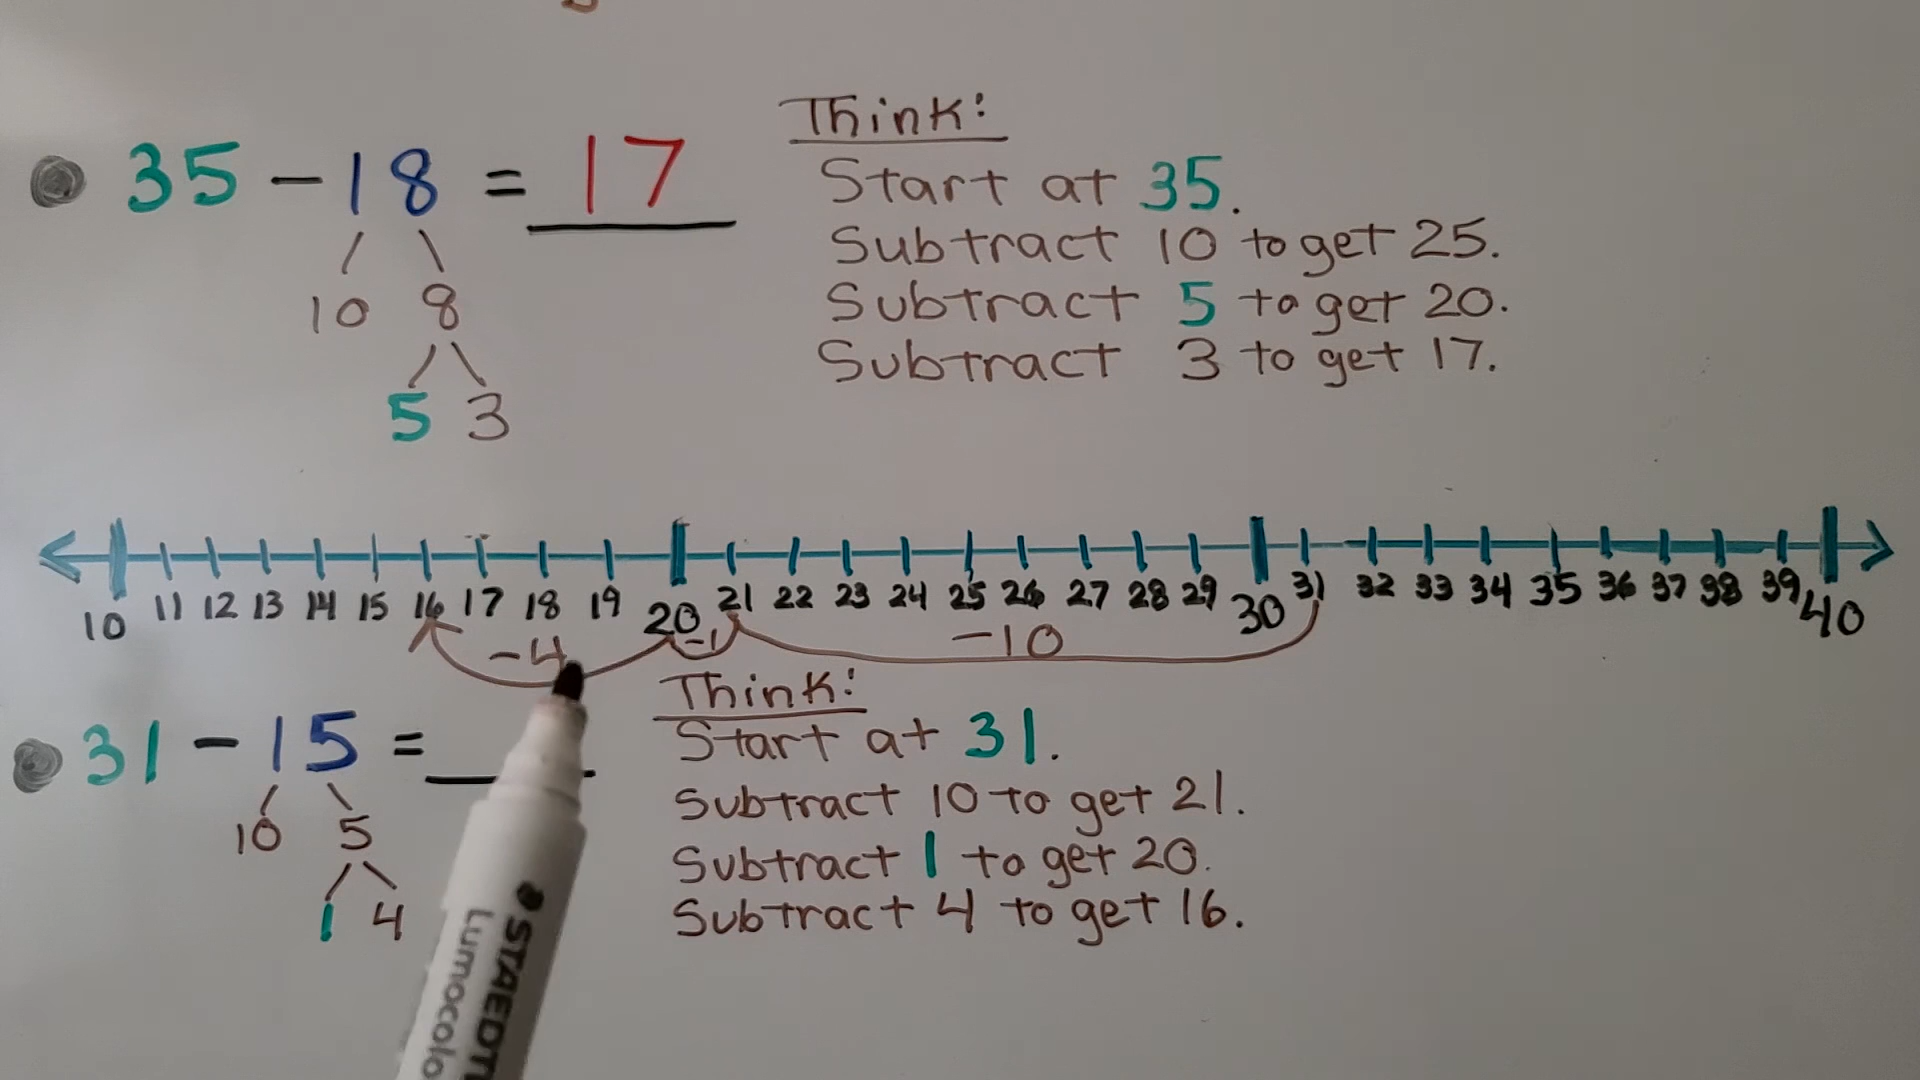 35 - 18 = 17
10 8
5 3
Think:
Start at 35.
Subtract 10 to get 25.
Subtract 5 to get 20.
Subtract 3 to get 17.
10 11 12 13 14 15 16 17 18 19 20 21 22 23 24 25 26 27 28 29 30 31 32 33 34 35 36 37 38 39 40
-4 -1 -10
31 - 15 =
10 5
1 4
Think:
Start at 31.
Subtract 10 to get 21.
Subtract 1 to get 20.
Subtract 4 to get 16.
STAEDT
Lumocolo